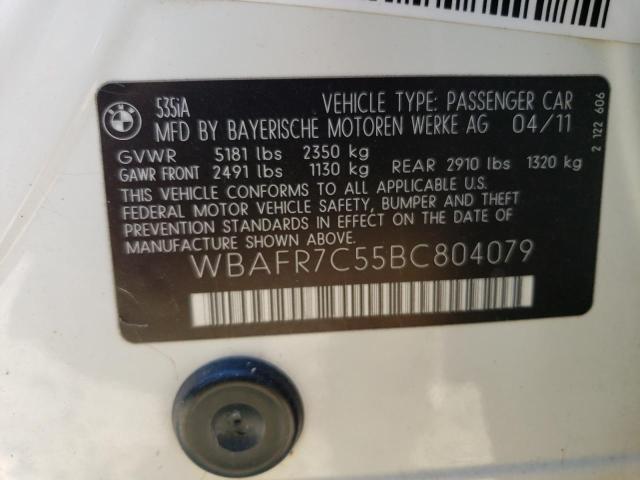 BMW
535iA
VEHICLE TYPE: PASSENGER CAR
MFD BY BAYERISCHE MOTOREN WERKE AG 04/11
GVWR 5181 lbs 2350 kg
GAWR FRONT 2491 lbs 1130 kg REAR 2910 lbs 1320 kg
THIS VEHICLE CONFORMS TO ALL APPLICABLE U.S.
FEDERAL MOTOR VEHICLE SAFETY, BUMPER AND THEFT
PREVENTION STANDARDS IN EFFECT ON THE DATE OF
MANUFACTURE SHOWN ABOVE.
WBAFR7C55BC804079
2 122 606